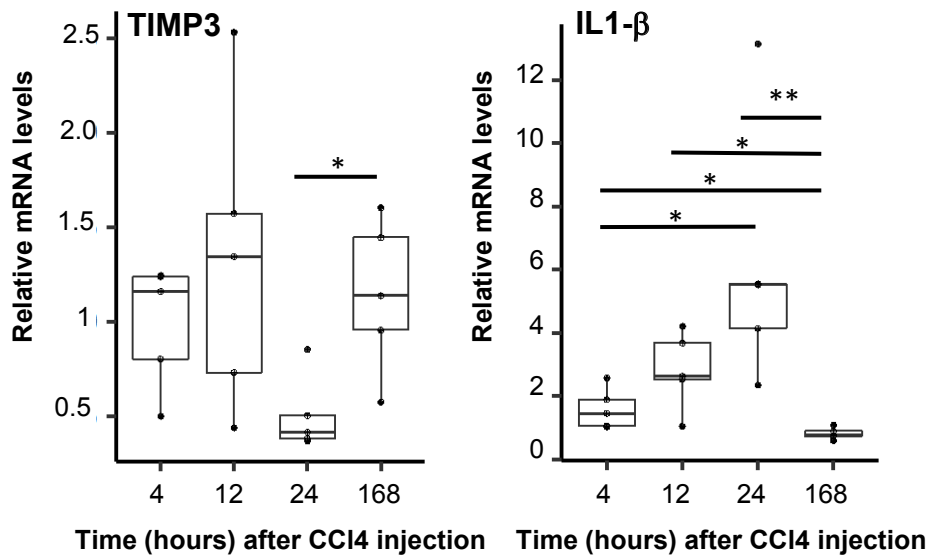 TIMP3
Relative mRNA levels
2.5
2.0
1.5
1
0.5
*
4 12 24 168
Time (hours) after CCl4 injection
IL1-β
Relative mRNA levels
12
10
8
6
4
2
0
**
*
*
*
4 12 24 168
Time (hours) after CCl4 injection